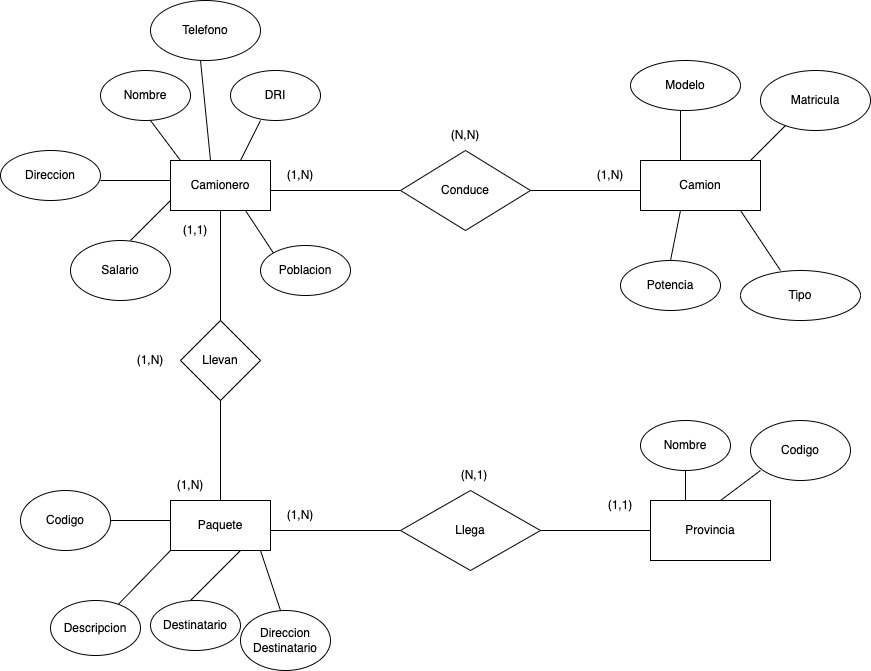 Telefono
Nombre
DRI
Modelo
Matricula
(N,N)
Direccion
Camionero
(1,N)
Conduce
(1,N)
Camion
(1,1)
Salario
Poblacion
Potencia
Tipo
(1,N)
Llevan
Nombre
Codigo
(1,N)
(N,1)
Codigo
Paquete
(1,N)
Llega
(1,1)
Provincia
Descripcion
Destinatario
Direccion
Destinatario